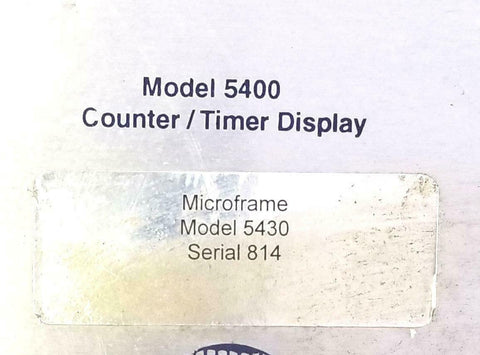 Model 5400
Counter / Timer Display
Microframe
Model 5430
Serial 814